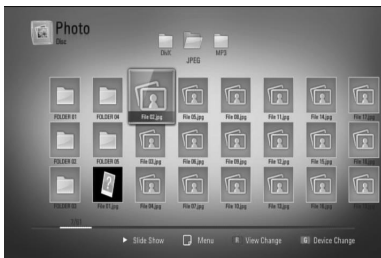 Photo
Disc
DivX
JPEG
MP3
FOLDER 01
FOLDER 04
File 02.jpg
File 05.jpg
File 08.jpg
File 11.jpg
File 14.jpg
File 17.jpg
FOLDER 02
FOLDER 05
File 03.jpg
File 06.jpg
File 09.jpg
File 12.jpg
File 15.jpg
FOLDER 03
File 01.jpg
File 04.jpg
File 07.jpg
File 10.jpg
File 13.jpg
File 16.jpg
Slide Show
Menu
R View Change
G Device Change